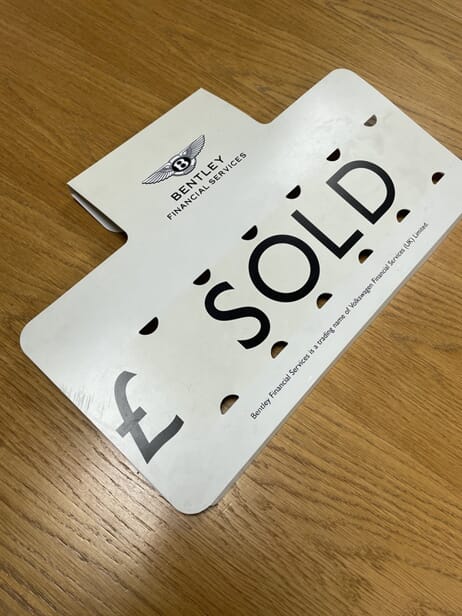 B
BENTLEY
FINANCIAL SERVICES
£ SOLD
Bentley Financial Services is a trading name of Volkswagen Financial Services (UK) Limited.